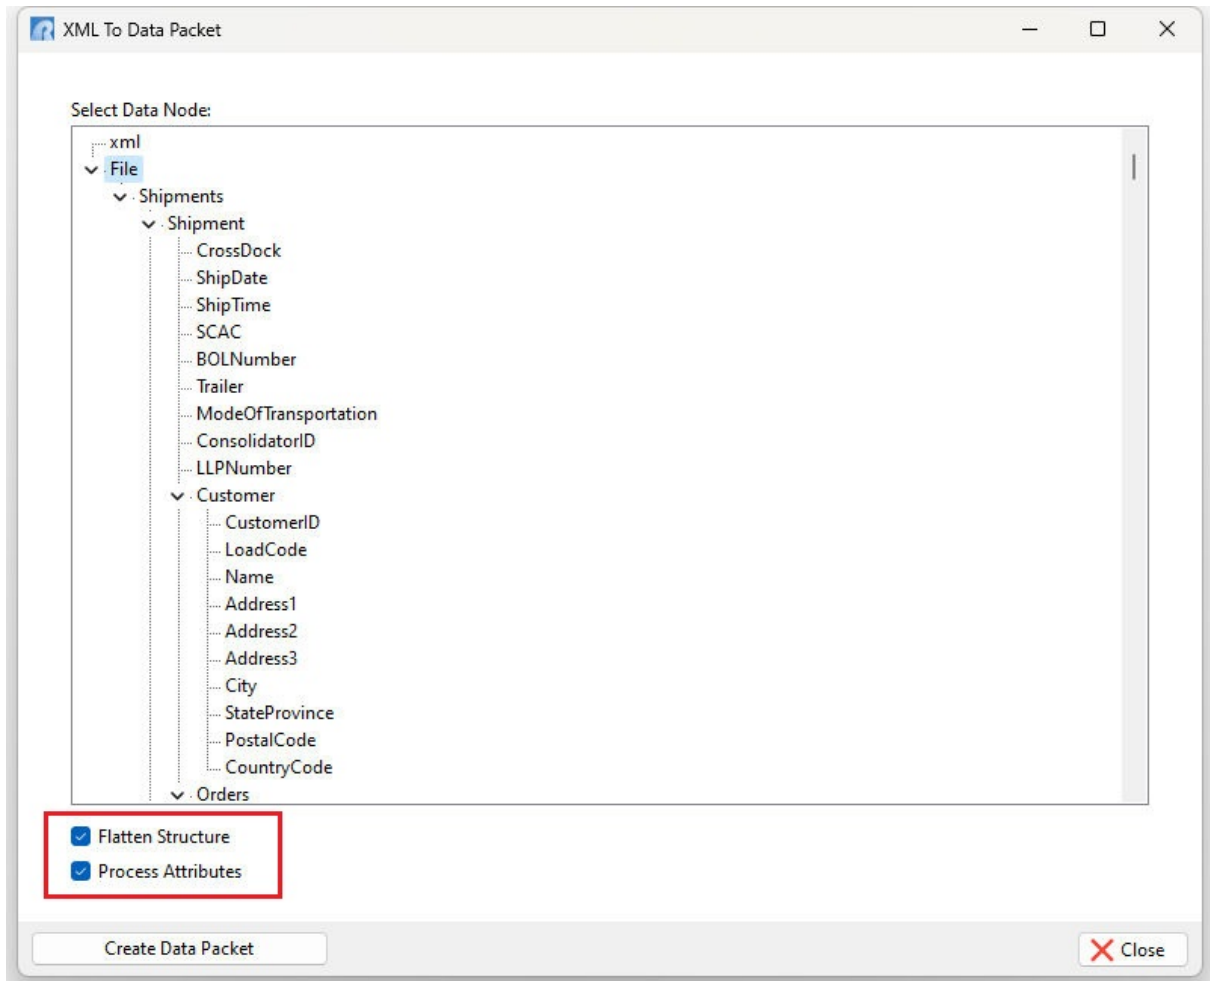 XML To Data Packet
Select Data Node:
xml
File
Shipments
Shipment
CrossDock
ShipDate
ShipTime
SCAC
BOLNumber
Trailer
ModeOfTransportation
ConsolidatorID
LLPNumber
Customer
CustomerID
LoadCode
Name
Address1
Address2
Address3
City
StateProvince
PostalCode
CountryCode
Orders
Flatten Structure
Process Attributes
Create Data Packet
Close